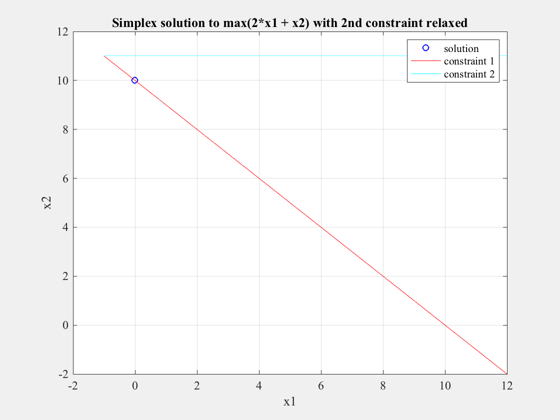 Simplex solution to max(2*x1 + x2) with 2nd constraint relaxed
12
10
8
6
4
2
0
-2
x2
solution
constraint 1
constraint 2
-2 0 2 4 6 8 10 12
x1